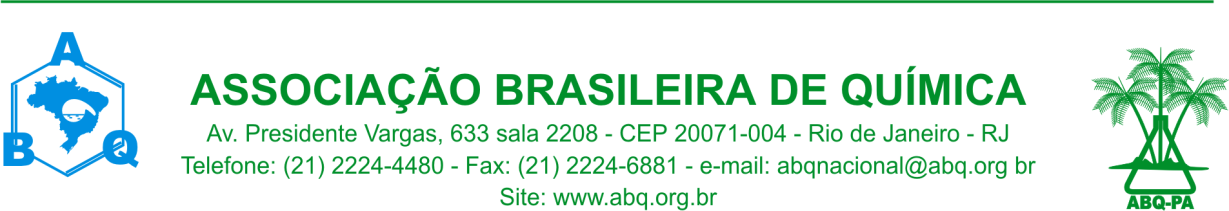 A
B Q
ASSOCIAÇÃO BRASILEIRA DE QUÍMICA
Av. Presidente Vargas, 633 sala 2208 - CEP 20071-004 - Rio de Janeiro - RJ
Telefone: (21) 2224-4480 - Fax: (21) 2224-6881 - e-mail: abqnacional@abq.org br
Site: www.abq.org.br
ABQ-PA